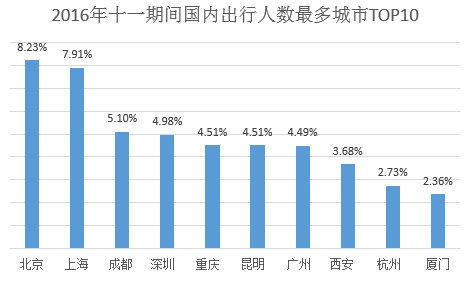 2016年十一期间国内出行人数最多城市TOP10
8.23%
7.91%
5.10%
4.98%
4.51%
4.51%
4.49%
3.68%
2.73%
2.36%
北京
上海
成都
深圳
重庆
昆明
广州
西安
杭州
厦门